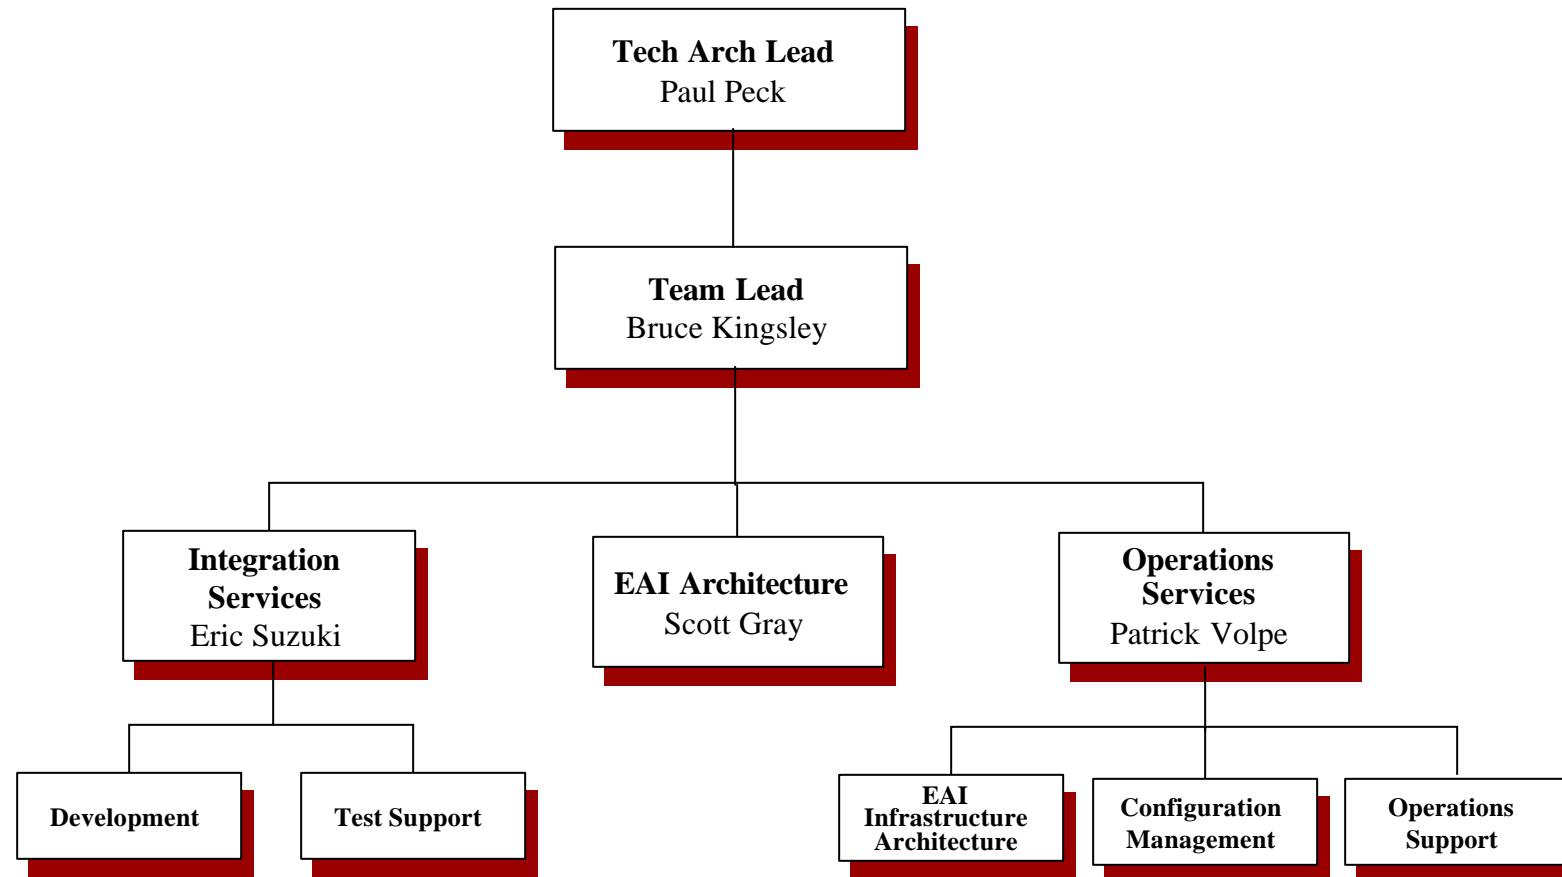 Tech Arch Lead
Paul Peck
Team Lead
Bruce Kingsley
Integration
Services
Eric Suzuki
EAI Architecture
Scott Gray
Operations
Services
Patrick Volpe
Development
Test Support
EAI
Infrastructure
Architecture
Configuration
Management
Operations
Support